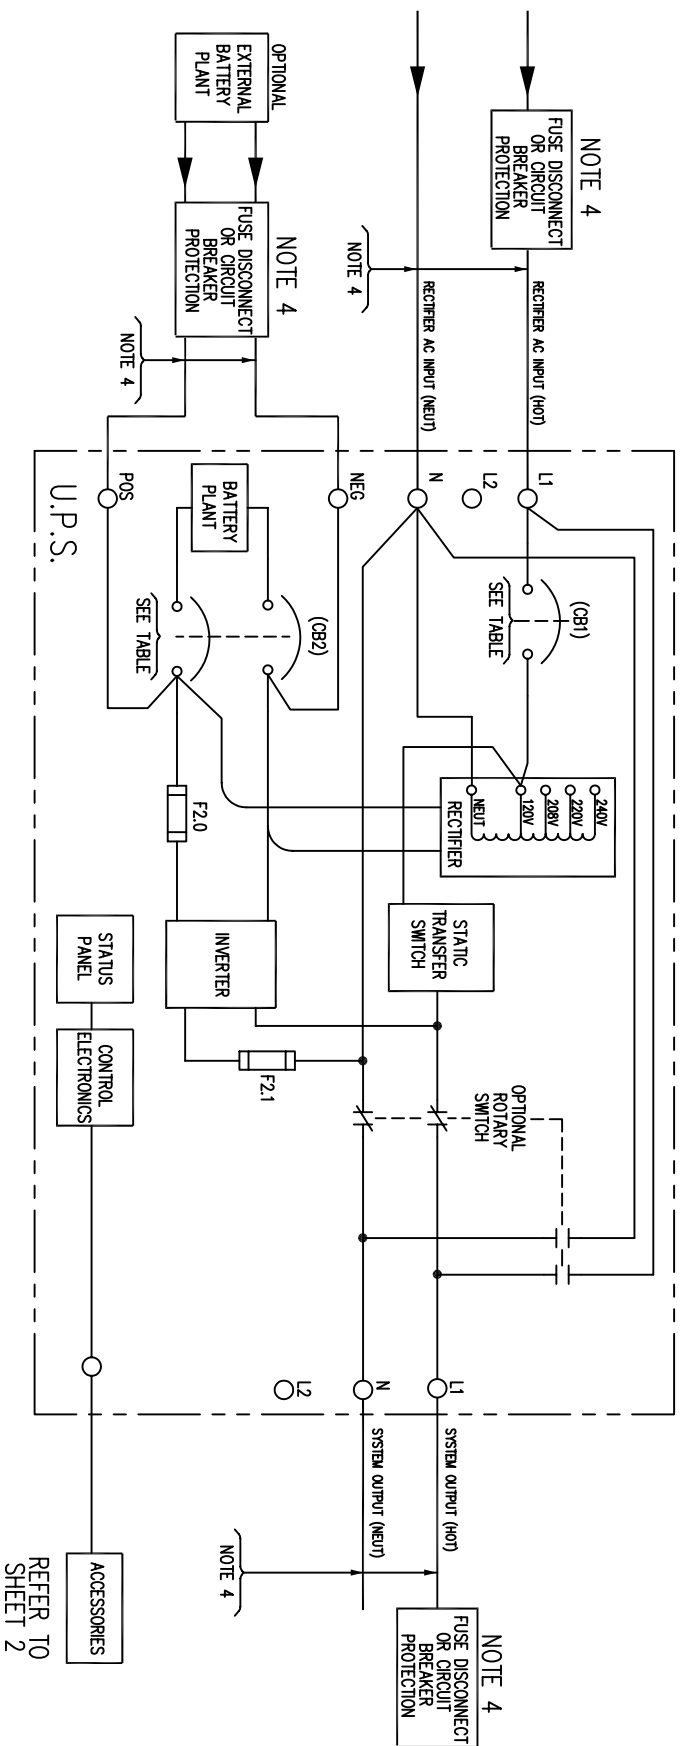 NOTE 4
FUSE DISCONNECT
OR CIRCUIT
BREAKER
PROTECTION
RECTIFIER AC INPUT (HOT)
RECTIFIER AC INPUT (NEUT)
NOTE 4
OPTIONAL
EXTERNAL
BATTERY
PLANT
NOTE 4
FUSE DISCONNECT
OR CIRCUIT
BREAKER
PROTECTION
NOTE 4
L1
L2
N
NEG
POS
U.P.S.
BATTERY
PLANT
(CB1)
SEE TABLE
(CB2)
SEE TABLE
240V
220V
208V
120V
NEUT
RECTIFIER
F2.0
STATIC
TRANSFER
SWITCH
INVERTER
F2.1
STATUS
PANEL
CONTROL
ELECTRONICS
OPTIONAL
ROTARY
SWITCH
L1
N
L2
SYSTEM OUTPUT (HOT)
SYSTEM OUTPUT (NEUT)
NOTE 4
NOTE 4
FUSE DISCONNECT
OR CIRCUIT
BREAKER
PROTECTION
ACCESSORIES
REFER TO
SHEET 2